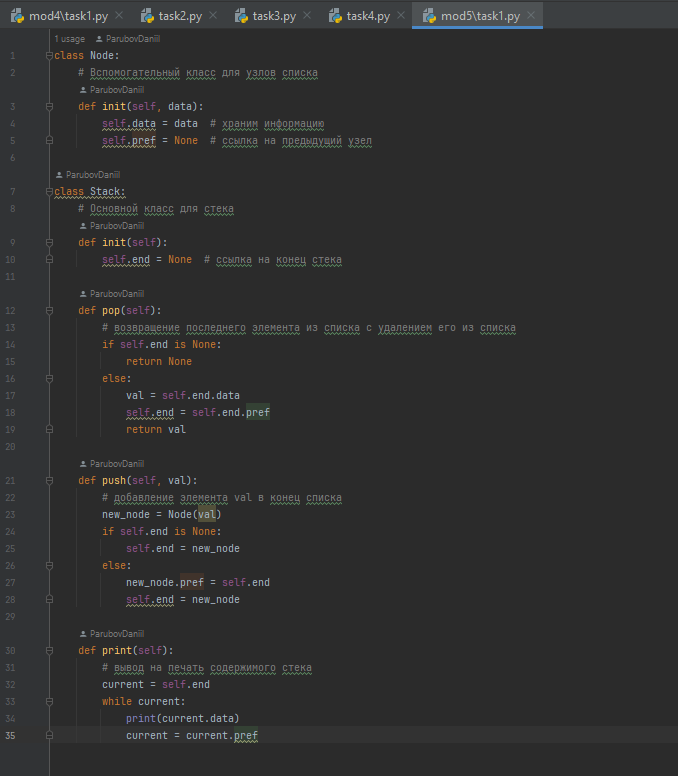 mod4\task1.py task2.py task3.py task4.py mod5\task1.py
1 usage ParubovDaniil
1 class Node:
2 # Вспомогательный класс для узлов списка
ParubovDaniil
3 def init(self, data):
4 self.data = data # храним информацию
5 self.pref = None # ссылка на предыдущий узел
6
ParubovDaniil
7 class Stack:
8 # Основной класс для стека
ParubovDaniil
9 def init(self):
10 self.end = None # ссылка на конец стека
11
ParubovDaniil
12 def pop(self):
13 # возвращение последнего элемента из списка с удалением его из списка
14 if self.end is None:
15 return None
16 else:
17 val = self.end.data
18 self.end = self.end.pref
19 return val
20
ParubovDaniil
21 def push(self, val):
22 # добавление элемента val в конец списка
23 new_node = Node(val)
24 if self.end is None:
25 self.end = new_node
26 else:
27 new_node.pref = self.end
28 self.end = new_node
29
ParubovDaniil
30 def print(self):
31 # вывод на печать содержимого стека
32 current = self.end
33 while current:
34 print(current.data)
35 current = current.pref